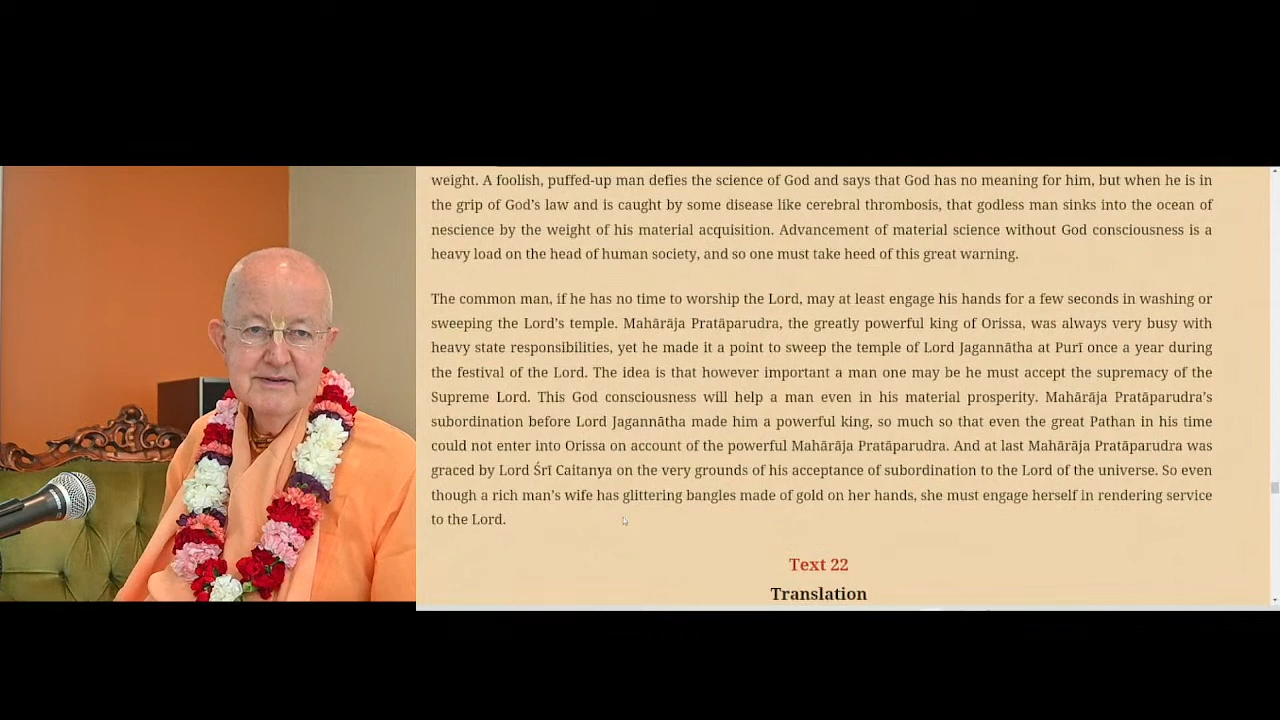 weight. A foolish, puffed-up man defies the science of God and says that God has no meaning for him, but when he is in
the grip of God's law and is caught by some disease like cerebral thrombosis, that godless man sinks into the ocean of
nescience by the weight of his material acquisition. Advancement of material science without God consciousness is a
heavy load on the head of human society, and so one must take heed of this great warning.
The common man, if he has no time to worship the Lord, may at least engage his hands for a few seconds in washing or
sweeping the Lord's temple. Mahārāja Pratāparudra, the greatly powerful king of Orissa, was always very busy with
heavy state responsibilities, yet he made it a point to sweep the temple of Lord Jagannātha at Purī once a year during
the festival of the Lord. The idea is that however important a man one may be he must accept the supremacy of the
Supreme Lord. This God consciousness will help a man even in his material prosperity. Mahārāja Pratāparudra's
subordination before Lord Jagannātha made him a powerful king, so much so that even the great Pathan in his time
could not enter into Orissa on account of the powerful Mahārāja Pratāparudra. And at last Mahārāja Pratāparudra was
graced by Lord Śrī Caitanya on the very grounds of his acceptance of subordination to the Lord of the universe. So even
though a rich man's wife has glittering bangles made of gold on her hands, she must engage herself in rendering service
to the Lord.
Text 22
Translation